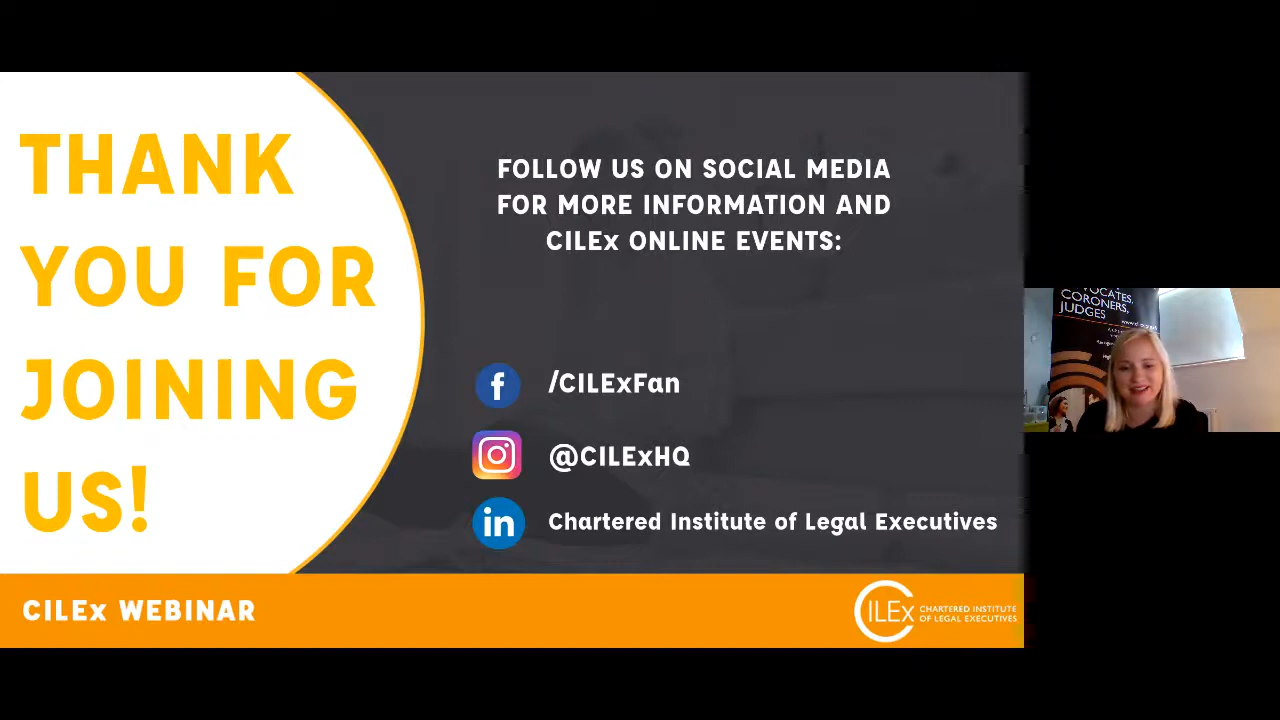 THANK
YOU FOR
JOINING
US!
FOLLOW US ON SOCIAL MEDIA
FOR MORE INFORMATION AND
CILEx ONLINE EVENTS:
/CILExFan
@CILExHQ
Chartered Institute of Legal Executives
CILEx WEBINAR
CILEx CHARTERED INSTITUTE
OF LEGAL EXECUTIVES
CORONERS,
JUDGES